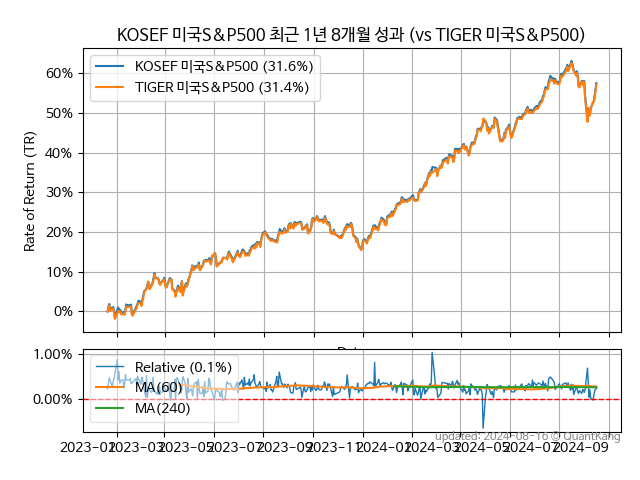 KOSEF 미국S&P500 최근 1년 8개월 성과 (vs TIGER 미국S&P500)
KOSEF 미국S&P500 (31.6%)
TIGER 미국S&P500 (31.4%)
Rate of Return (TR)
60%
50%
40%
30%
20%
10%
0%
1.00%
0.00%
Relative (0.1%)
MA(60)
MA(240)
2023-01 2023-03 2023-05 2023-07 2023-09 2023-11 2024-01 2024-03 2024-05 2024-07 2024-09
updated: 2024-08-16 © QuantKang